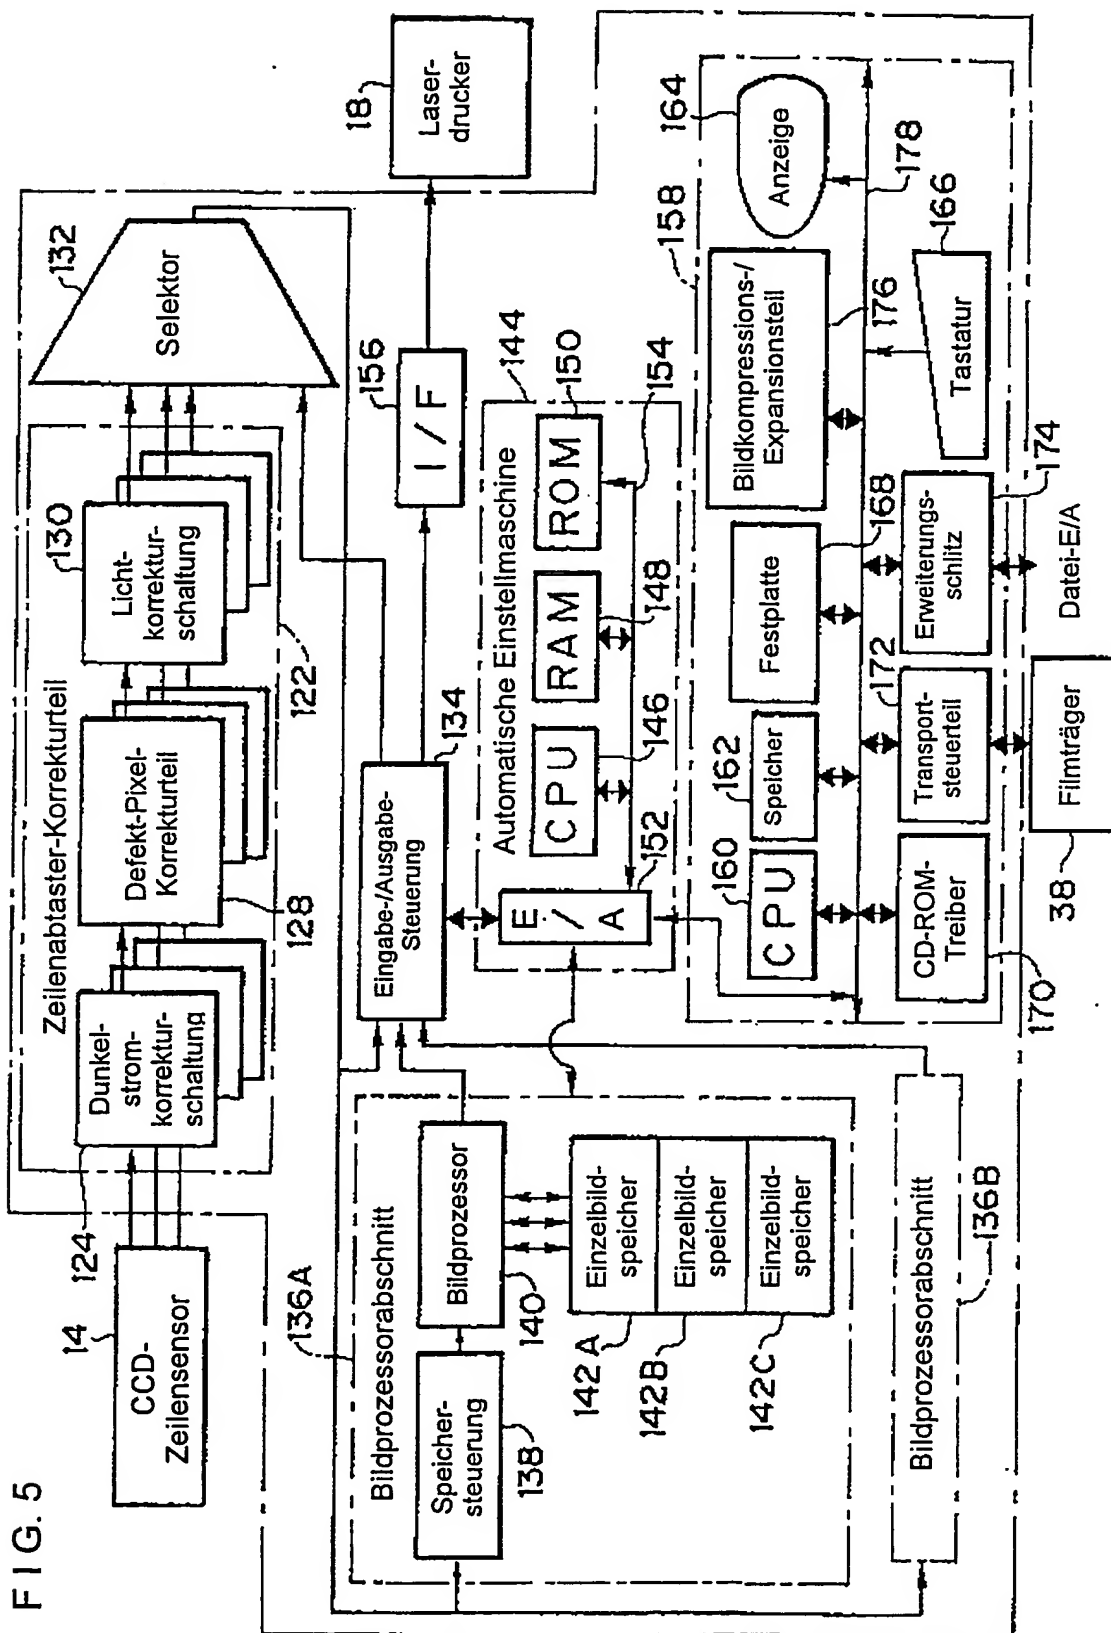 FIG. 5
14
CCD-
Zeilensensor
124
Dunkel-
strom-
korrektur-
schaltung
Zeilenabtaster-Korrekturteil
Defekt-Pixel-
Korrekturteil
128
130
Licht-
korrektur-
schaltung
122
132
Selektor
18
Laser-
drucker
136A
Bildprozessorabschnitt
Speicher-
steuerung
138
Bildprozessor
140
Einzelbild-
speicher
Einzelbild-
speicher
Einzelbild-
speicher
142A
142B
142C
Eingabe-/Ausgabe-
Steuerung
134
I/F
156
Automatische Einstellmaschine
144
E/A
152
CPU
146
RAM
148
ROM
150
154
158
160
CPU
162
Speicher
Festplatte
168
Bildkompressions-/
Expansionsteil
176
164
Anzeige
178
166
Tastatur
CD-ROM-
Treiber
170
172
Transport-
steuerteil
Erweiterungs-
schlitz
174
Datei-E/A
Filmträger
38
Bildprozessorabschnitt
136B